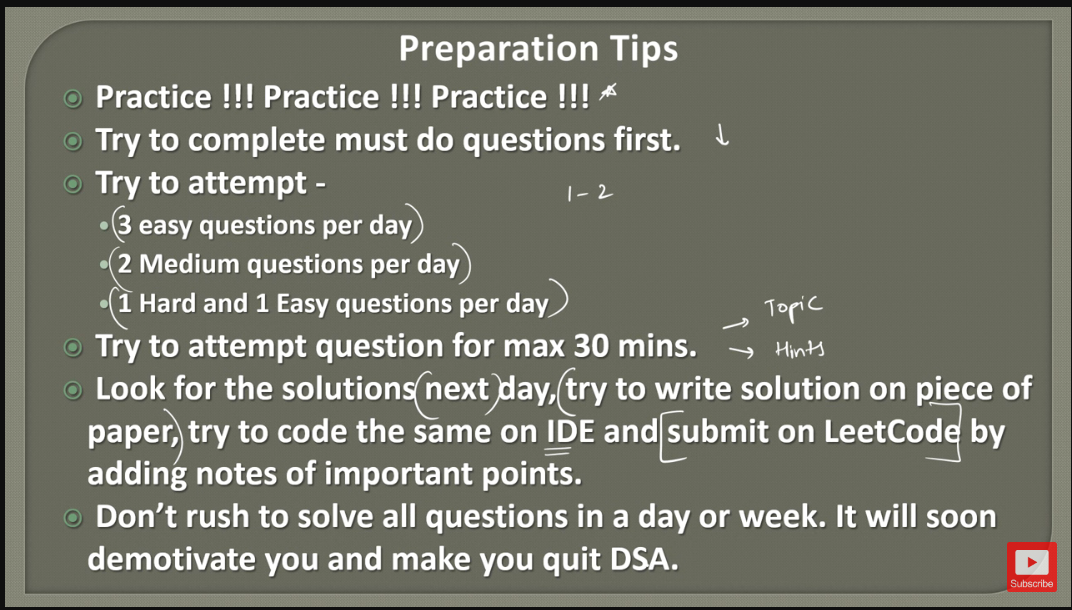 Preparation Tips
Practice !!! Practice !!! Practice !!!
Try to complete must do questions first.
Try to attempt -
1-2
3 easy questions per day
2 Medium questions per day
1 Hard and 1 Easy questions per day
Topic
Try to attempt question for max 30 mins.
Hints
Look for the solutions next day, try to write solution on piece of
paper, try to code the same on IDE and submit on LeetCode by
adding notes of important points.
Don't rush to solve all questions in a day or week. It will soon
demotivate you and make you quit DSA.
Subscribe